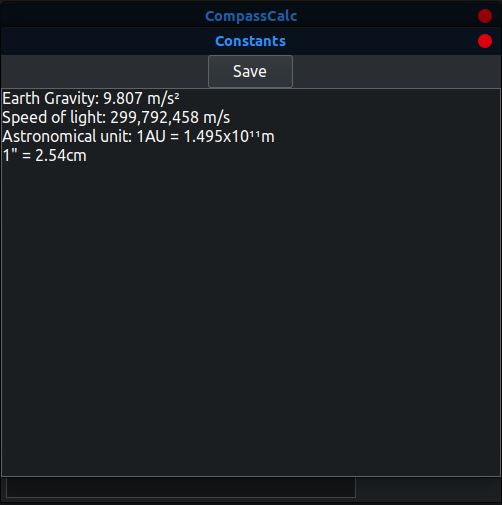 CompassCalc
Constants
Save
Earth Gravity: 9.807 m/s²
Speed of light: 299,792,458 m/s
Astronomical unit: 1AU = 1.495x10¹¹m
1" = 2.54cm